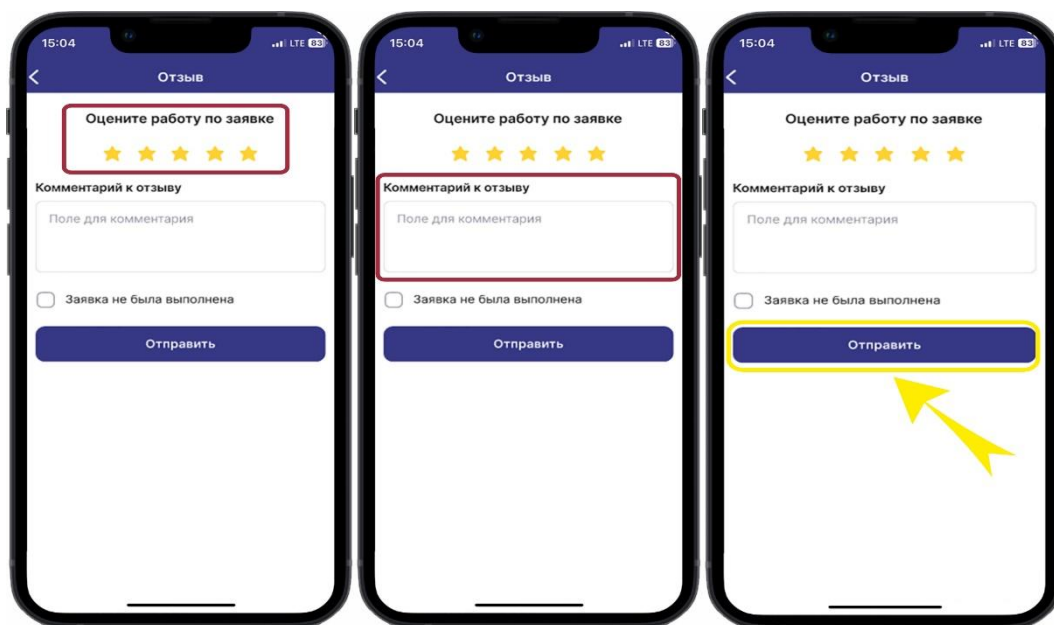 15:04
LTE 83
Отзыв
Оцените работу по заявке
Комментарий к отзыву
Поле для комментария
Заявка не была выполнена
Отправить
15:04
LTE 83
Отзыв
Оцените работу по заявке
Комментарий к отзыву
Поле для комментария
Заявка не была выполнена
Отправить
15:04
LTE 83
Отзыв
Оцените работу по заявке
Комментарий к отзыву
Поле для комментария
Заявка не была выполнена
Отправить